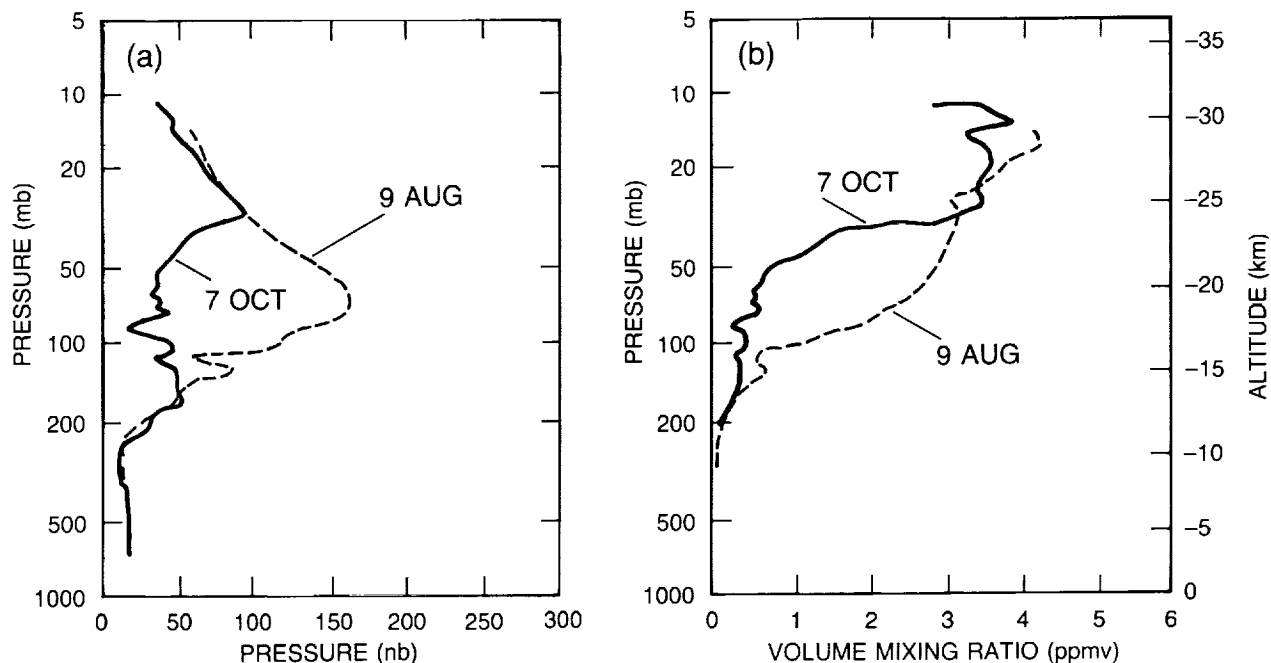 (a)
5
10
20
50
100
200
500
1000
PRESSURE (mb)
9 AUG
7 OCT
0 50 100 150 200 250 300
PRESSURE (nb)
(b)
5
10
20
50
100
200
500
1000
PRESSURE (mb)
7 OCT
9 AUG
0 1 2 3 4 5 6
VOLUME MIXING RATIO (ppmv)
-35
-30
-25
-20
-15
-10
-5
0
ALTITUDE (km)